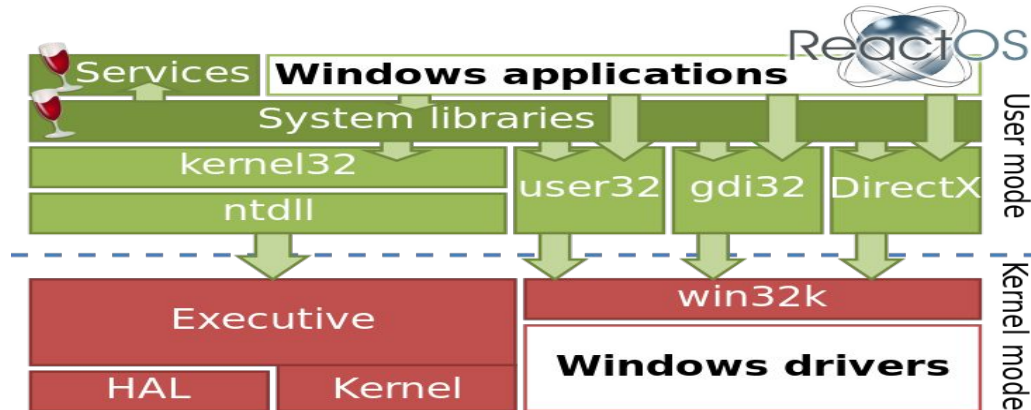 ReactOS
Services
Windows applications
System libraries
kernel32
user32
gdi32
DirectX
ntdll
User mode
Executive
win32k
Windows drivers
HAL
Kernel
Kernel mode